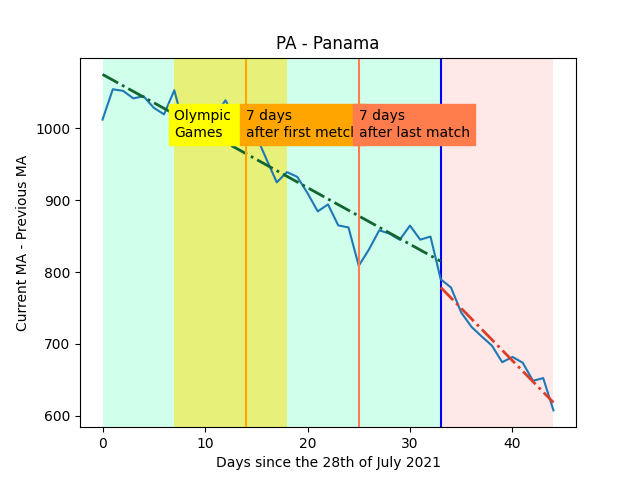 PA - Panama
Current MA - Previous MA
1000
900
800
700
600
Olympic
Games
7 days
after first metcl
7 days
after last match
0
10
20
30
40
Days since the 28th of July 2021